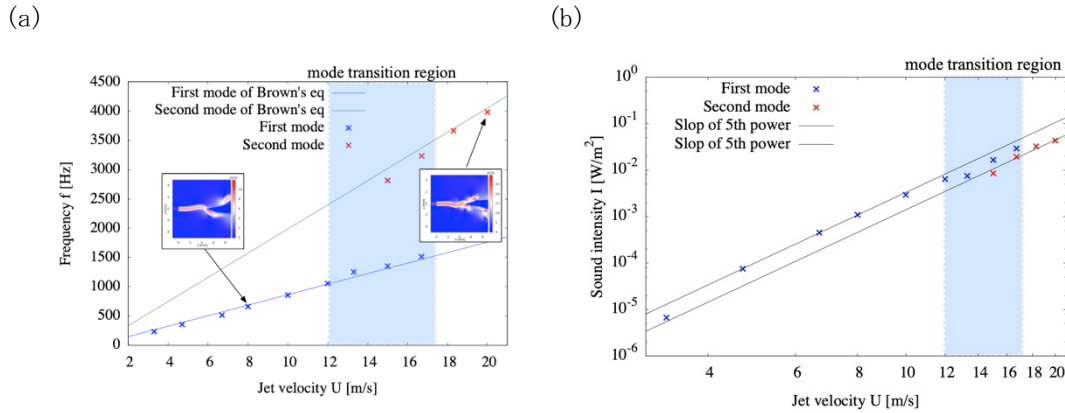 (a)
(b)
mode transition region
4500
4000
3500
3000
2500
2000
1500
1000
500
0
Frequency f [Hz]
First mode of Brown's eq
Second mode of Brown's eq
First mode
Second mode
2 4 6 8 10 12 14 16 18 20
Jet velocity U [m/s]
mode transition region
10^0
10^-1
10^-2
10^-3
10^-4
10^-5
10^-6
Sound intensity I [W/m^2]
First mode
Second mode
Slop of 5th power
Slop of 5th power
4 6 8 10 12 14 16 18 20
Jet velocity U [m/s]